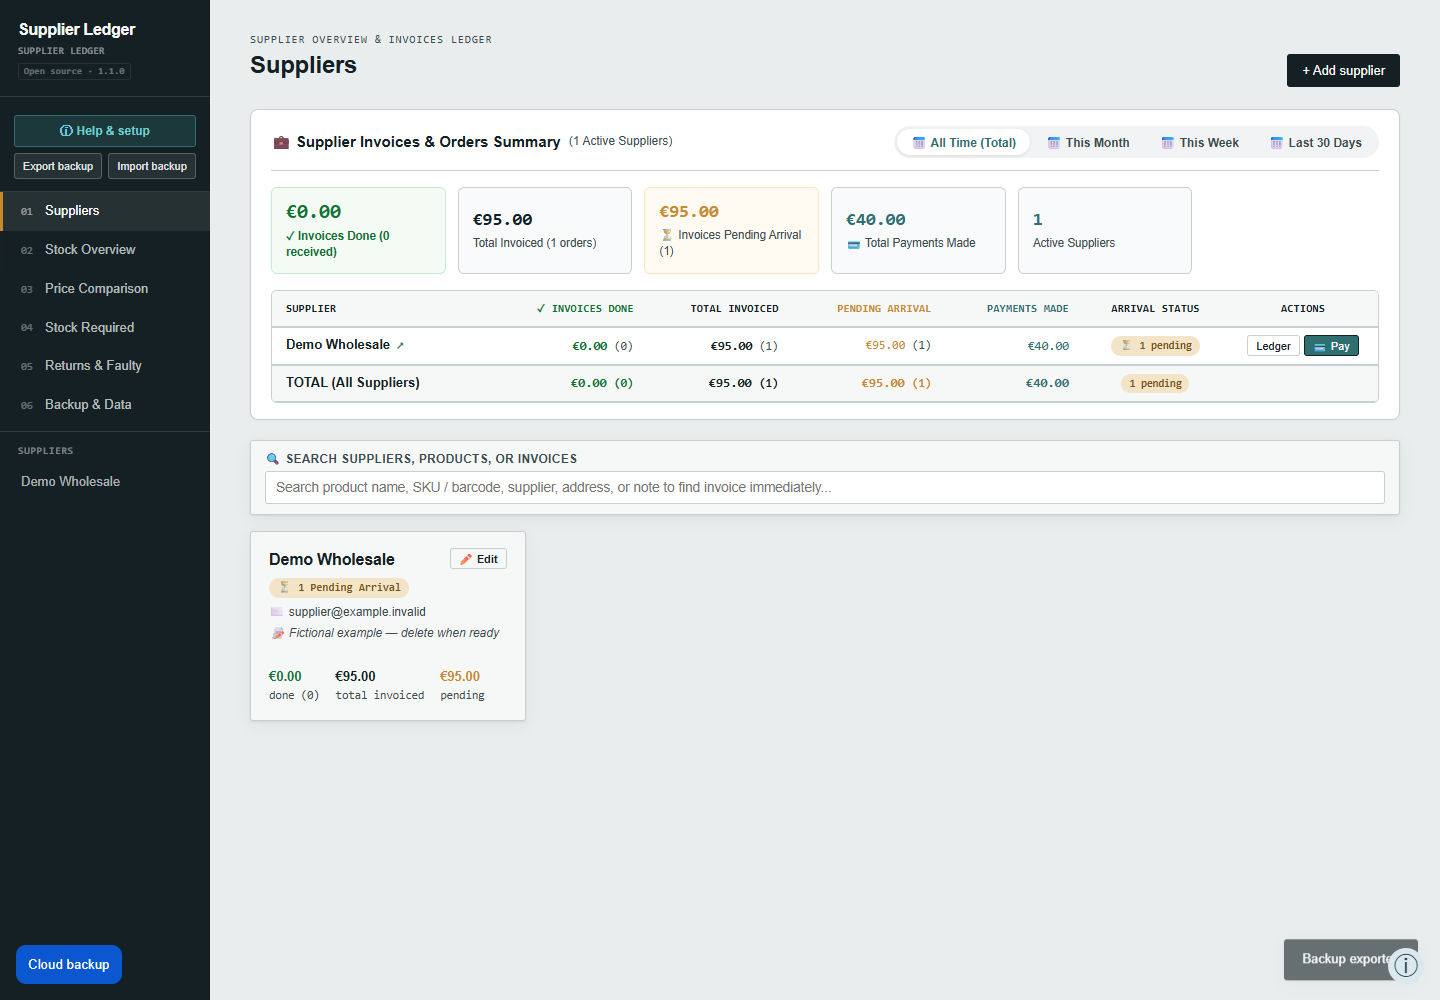 Supplier Ledger
SUPPLIER LEDGER
Open source · 1.1.0
Help & setup
Export backup
Import backup
01 Suppliers
02 Stock Overview
03 Price Comparison
04 Stock Required
05 Returns & Faulty
06 Backup & Data
SUPPLIERS
Demo Wholesale
Cloud backup
SUPPLIER OVERVIEW & INVOICES LEDGER
Suppliers
+ Add supplier
Supplier Invoices & Orders Summary (1 Active Suppliers)
All Time (Total)
This Month
This Week
Last 30 Days
€0.00
✓ Invoices Done (0
received)
€95.00
Total Invoiced (1 orders)
€95.00
Invoices Pending Arrival
(1)
€40.00
Total Payments Made
1
Active Suppliers
SUPPLIER ✓ INVOICES DONE TOTAL INVOICED PENDING ARRIVAL PAYMENTS MADE ARRIVAL STATUS ACTIONS
Demo Wholesale ↗ €0.00 (0) €95.00 (1) €95.00 (1) €40.00 1 pending Ledger Pay
TOTAL (All Suppliers) €0.00 (0) €95.00 (1) €95.00 (1) €40.00 1 pending
SEARCH SUPPLIERS, PRODUCTS, OR INVOICES
Search product name, SKU / barcode, supplier, address, or note to find invoice immediately...
Demo Wholesale
Edit
1 Pending Arrival
supplier@example.invalid
Fictional example — delete when ready
€0.00 €95.00 €95.00
done (0) total invoiced pending
Backup